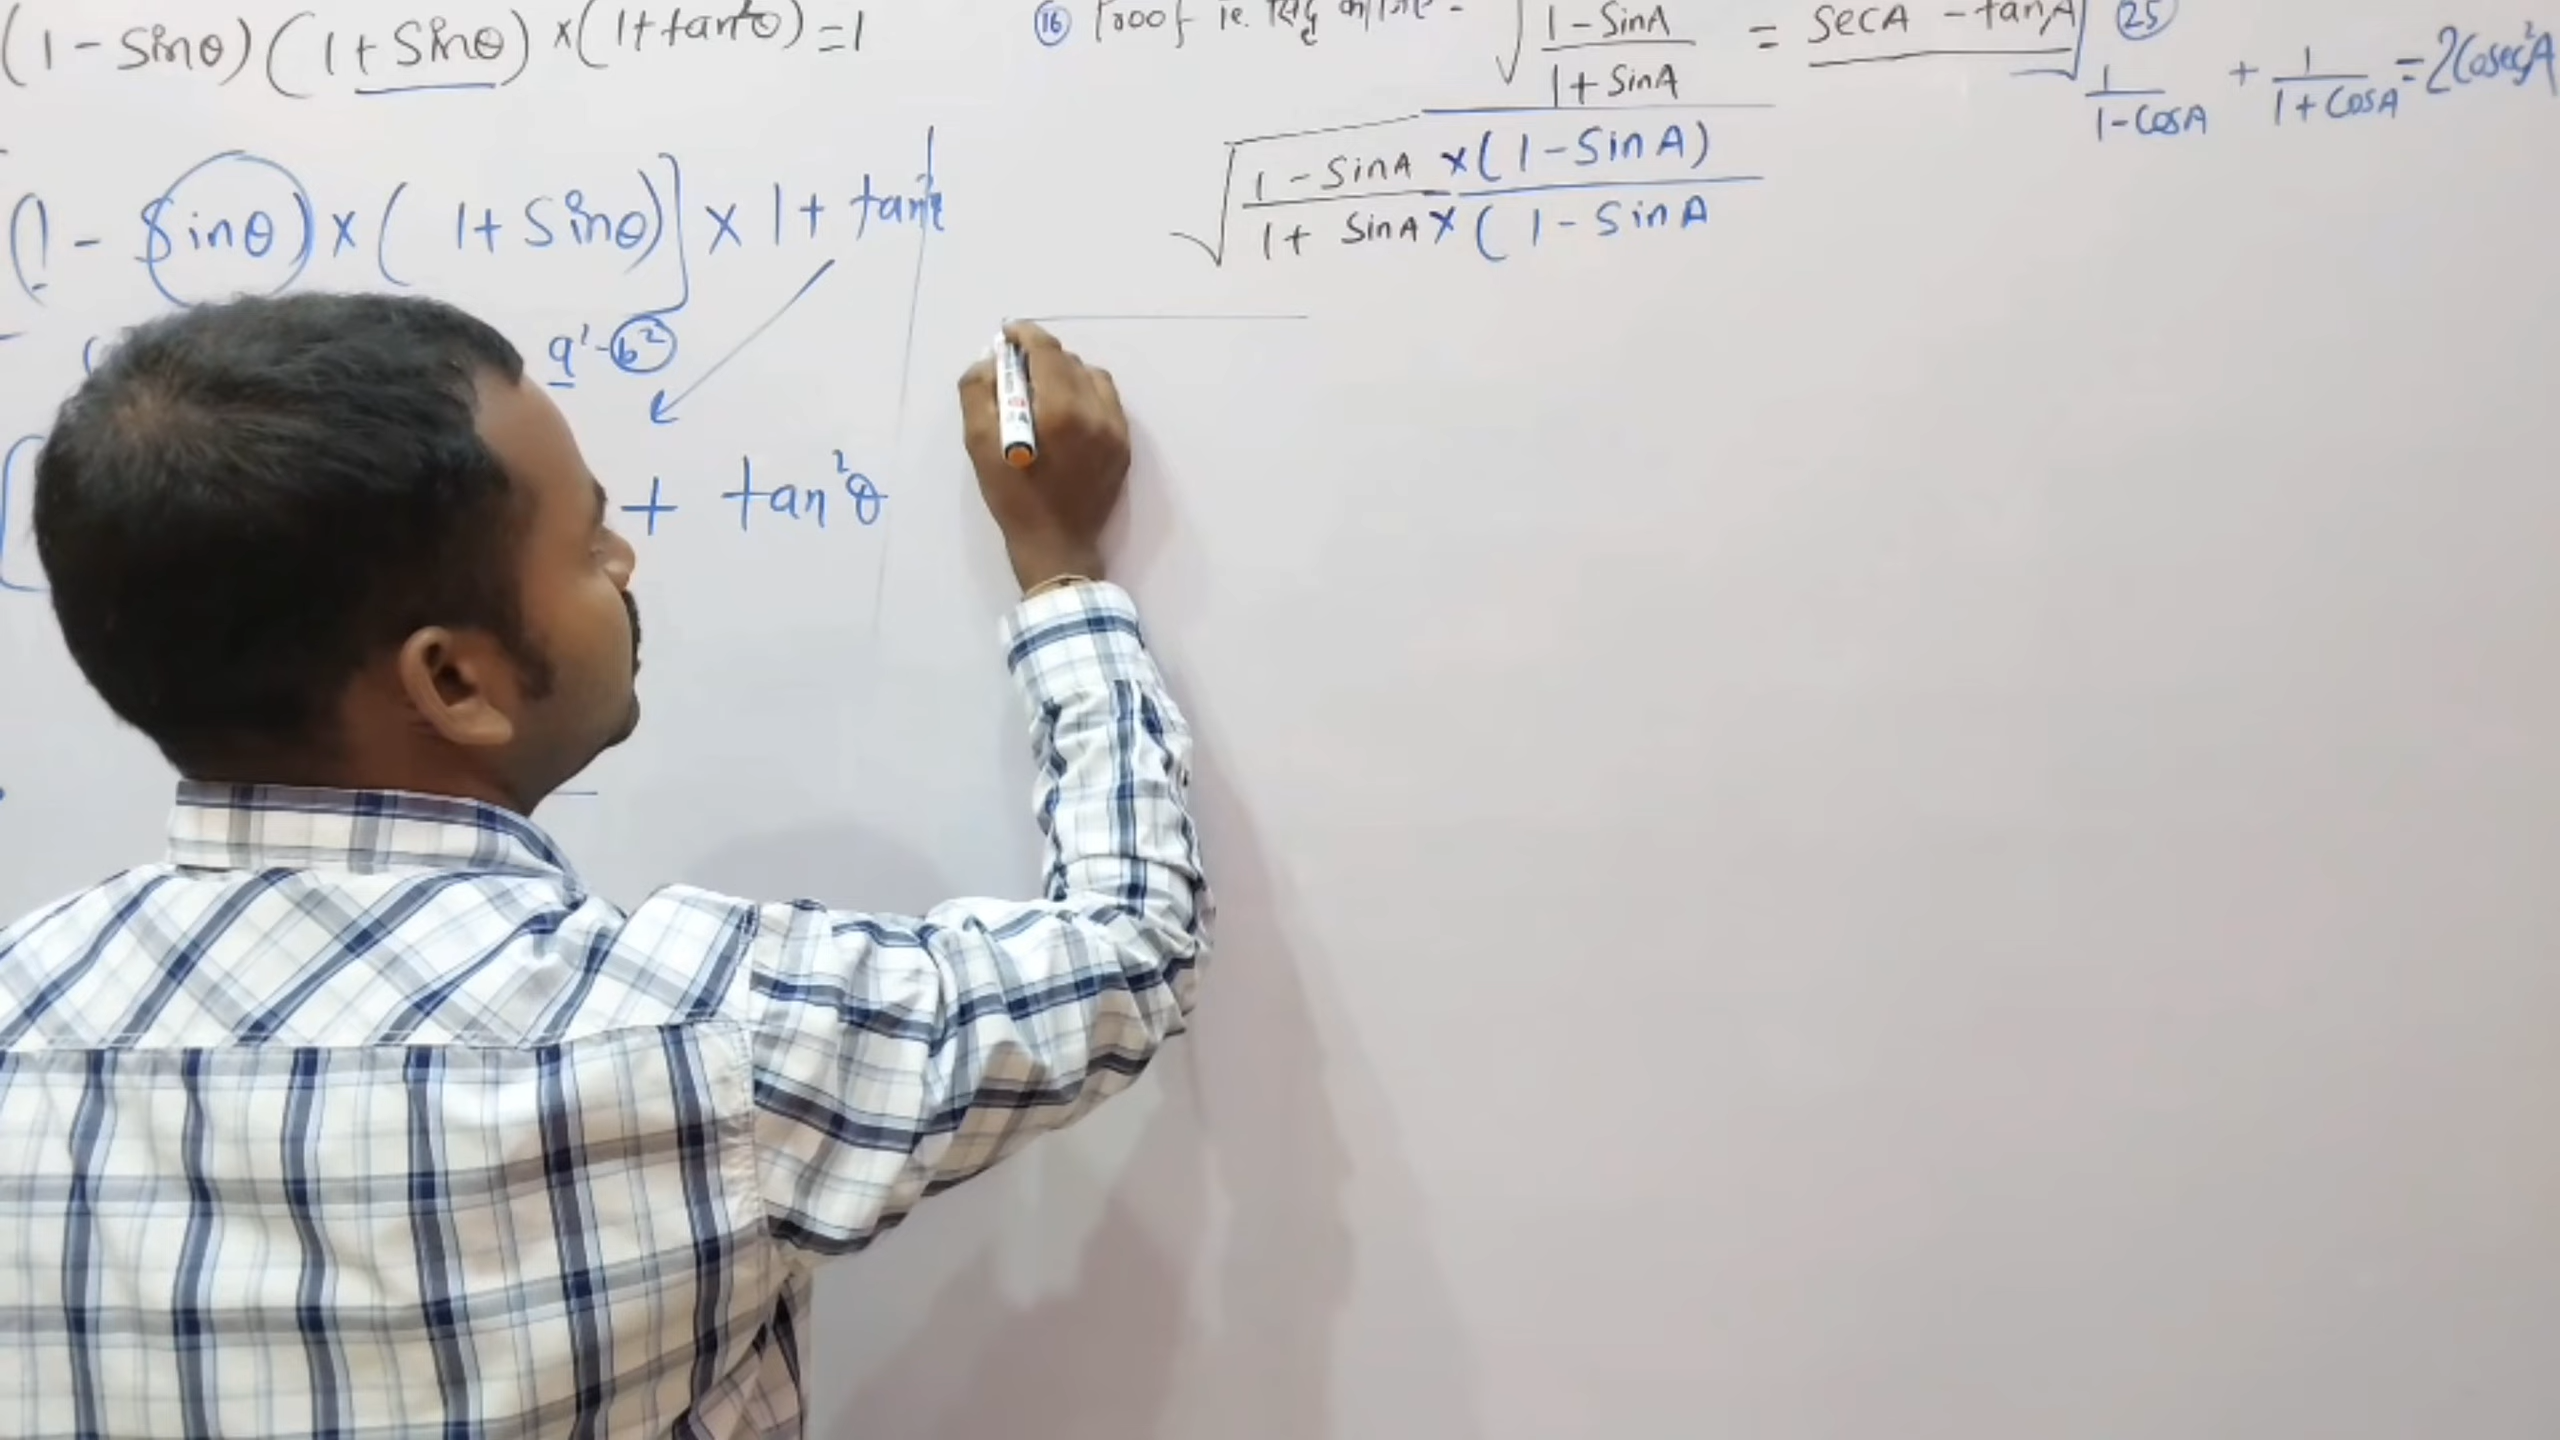 (1 - Sinθ) (1 + Sinθ) × (1 + tan²θ) = 1
(1 - Sinθ) × (1 + Sinθ)] × 1 + tan²
a² - b²
+ tan²θ
(16) Proof ie. सिद्ध कीजिए - √(1 - SinA / 1 + SinA) = SecA - tanA
√(1 - SinA × (1 - SinA) / 1 + SinA × (1 - SinA
(25)
1 / 1 - CosA + 1 / 1 + CosA = 2Cosec²A